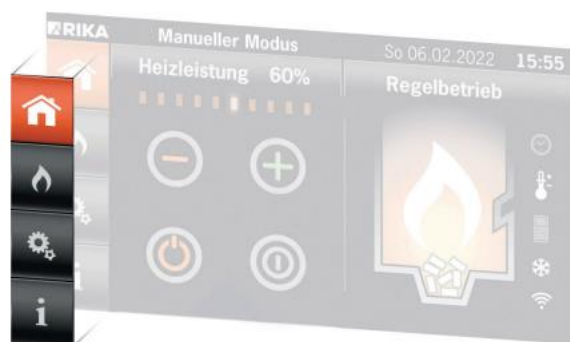 RIKA
Manueller Modus
So 06.02.2022 15:55
Heizleistung 60%
Regelbetrieb